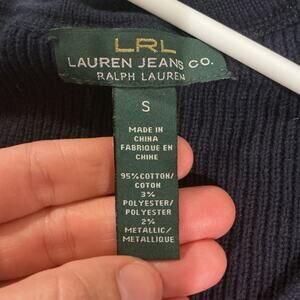 LRL
LAUREN JEANS CO.
RALPH LAUREN
S
MADE IN
CHINA
FABRIQUE EN
CHINE
95% COTTON/
COTON
3%
POLYESTER/
POLYESTER
2%
METALLIC/
METALLIQUE